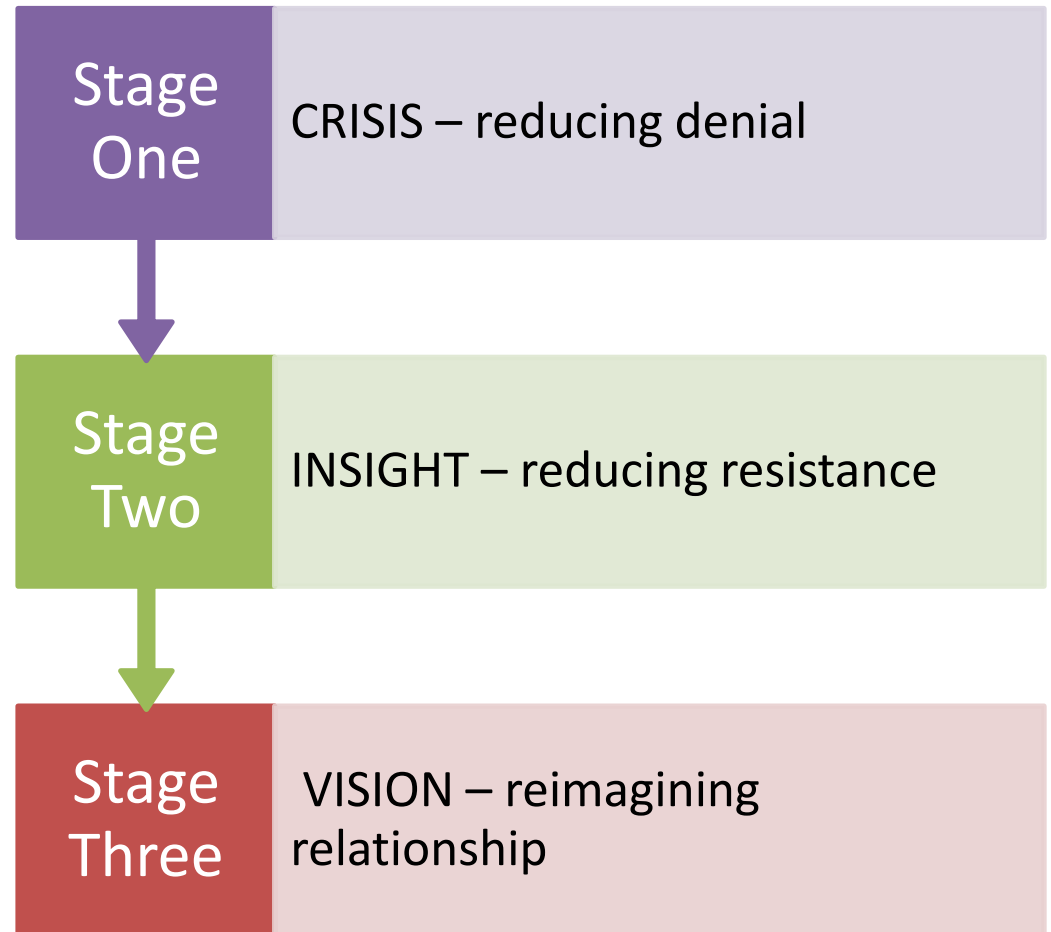 Stage
One
CRISIS – reducing denial
Stage
Two
INSIGHT – reducing resistance
Stage
Three
VISION – reimagining
relationship